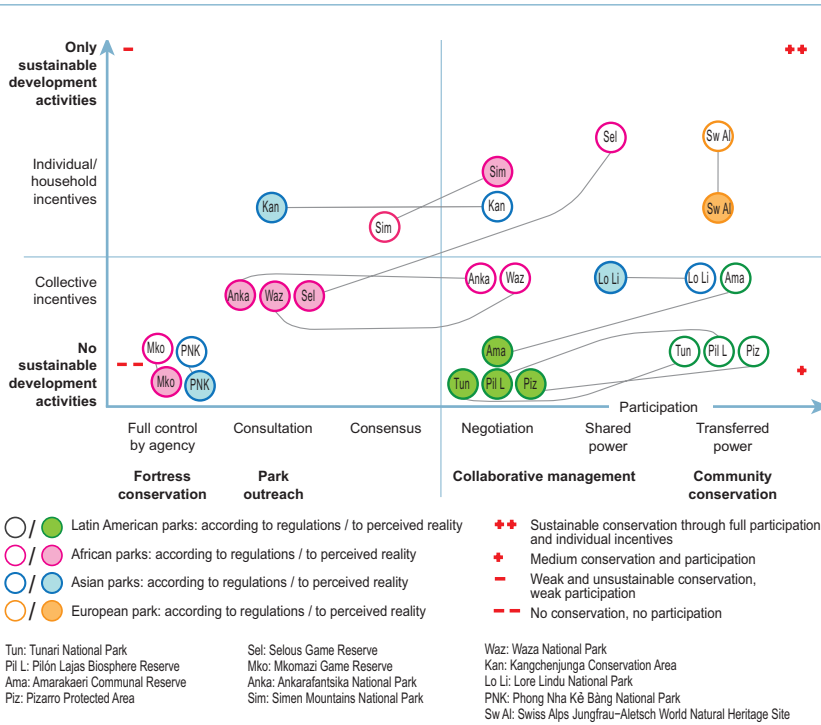 Only
sustainable
development
activities
Individual/
household
incentives
Collective
incentives
No
sustainable
development
activities
−
++
Sel
Sw Al
Sim
Kan
Kan
Sw Al
Sim
Anka
Waz
Sel
Anka
Waz
Lo Li
Lo Li
Ama
Mko
PNK
Mko
PNK
Ama
Tun
Pil L
Piz
Tun
Pil L
Piz
− −
+
Participation
Full control
by agency
Consultation
Consensus
Negotiation
Shared
power
Transferred
power
Fortress
conservation
Park
outreach
Collaborative management
Community
conservation
/ Latin American parks: according to regulations / to perceived reality
/ African parks: according to regulations / to perceived reality
/ Asian parks: according to regulations / to perceived reality
/ European park: according to regulations / to perceived reality
++ Sustainable conservation through full participation
and individual incentives
+ Medium conservation and participation
− Weak and unsustainable conservation,
weak participation
− − No conservation, no participation
Tun: Tunari National Park
Pil L: Pilón Lajas Biosphere Reserve
Ama: Amarakaeri Communal Reserve
Piz: Pizarro Protected Area
Sel: Selous Game Reserve
Mko: Mkomazi Game Reserve
Anka: Ankarafantsika National Park
Sim: Simen Mountains National Park
Waz: Waza National Park
Kan: Kangchenjunga Conservation Area
Lo Li: Lore Lindu National Park
PNK: Phong Nha Kẻ Bàng National Park
Sw Al: Swiss Alps Jungfrau−Aletsch World Natural Heritage Site